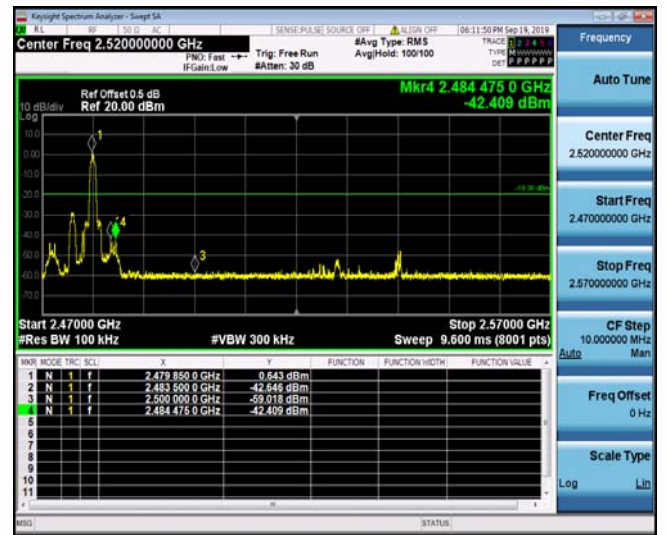 Keysight Spectrum Analyzer - Swept SA
RL RF 50 Ω AC SENSE:PULSE SOURCE OFF ALIGN OFF 06:11:50 PM Sep 19, 2019
Center Freq 2.520000000 GHz
PNO: Fast
IFGain:Low
Trig: Free Run
#Atten: 30 dB
#Avg Type: RMS
Avg|Hold: 100/100
TRACE 1 2 3 4 5 6
TYPE M
DET P P P P P P
Ref Offset 0.5 dB
10 dB/div Ref 20.00 dBm
Log
Mkr4 2.484 475 0 GHz
-42.409 dBm
10.0
0.00
-10.0
-20.0
-30.0
-40.0
-50.0
-60.0
-70.0
1
4
3
-19.36 dBm
Start 2.47000 GHz Stop 2.57000 GHz
#Res BW 100 kHz #VBW 300 kHz Sweep 9.600 ms (8001 pts)
MKR MODE TRC SCL X Y FUNCTION FUNCTION WIDTH FUNCTION VALUE
1 N 1 f 2.479 850 0 GHz 0.643 dBm
2 N 1 f 2.483 500 0 GHz -42.646 dBm
3 N 1 f 2.500 000 0 GHz -59.018 dBm
4 N 1 f 2.484 475 0 GHz -42.409 dBm
5
6
7
8
9
10
11
MSG STATUS
Frequency
Auto Tune
Center Freq
2.520000000 GHz
Start Freq
2.470000000 GHz
Stop Freq
2.570000000 GHz
CF Step
10.000000 MHz
Auto Man
Freq Offset
0 Hz
Scale Type
Log Lin